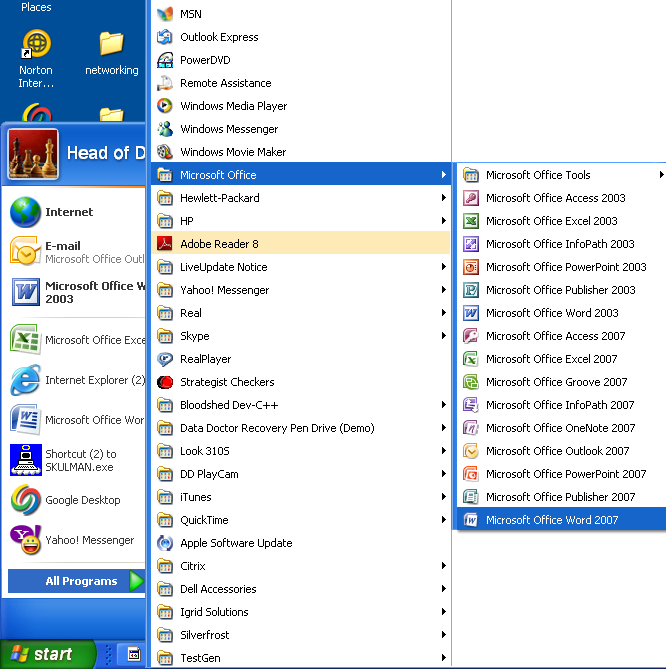 Places
Norton
Inter...
networking
Head of D
Internet
E-mail
Microsoft Office Outl
Microsoft Office W
2003
Microsoft Office Exce
Internet Explorer (2)
Microsoft Office Wor
Shortcut (2) to
SKULMAN.exe
Google Desktop
Yahoo! Messenger
All Programs
start
MSN
Outlook Express
PowerDVD
Remote Assistance
Windows Media Player
Windows Messenger
Windows Movie Maker
Microsoft Office
Hewlett-Packard
HP
Adobe Reader 8
LiveUpdate Notice
Yahoo! Messenger
Real
Skype
RealPlayer
Strategist Checkers
Bloodshed Dev-C++
Data Doctor Recovery Pen Drive (Demo)
Look 310S
DD PlayCam
iTunes
QuickTime
Apple Software Update
Citrix
Dell Accessories
Igrid Solutions
Silverfrost
TestGen
Microsoft Office Tools
Microsoft Office Access 2003
Microsoft Office Excel 2003
Microsoft Office InfoPath 2003
Microsoft Office PowerPoint 2003
Microsoft Office Publisher 2003
Microsoft Office Word 2003
Microsoft Office Access 2007
Microsoft Office Excel 2007
Microsoft Office Groove 2007
Microsoft Office InfoPath 2007
Microsoft Office OneNote 2007
Microsoft Office Outlook 2007
Microsoft Office PowerPoint 2007
Microsoft Office Publisher 2007
Microsoft Office Word 2007